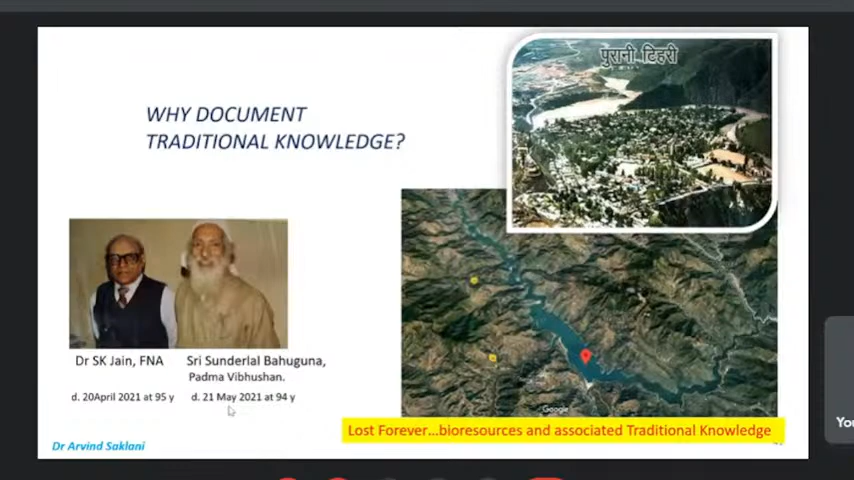 पुरानी टिहरी
WHY DOCUMENT
TRADITIONAL KNOWLEDGE?
Dr SK Jain, FNA
Sri Sunderlal Bahuguna,
Padma Vibhushan.
d. 20April 2021 at 95 y
d. 21 May 2021 at 94 y
Google
Lost Forever...bioresources and associated Traditional Knowledge
Dr Arvind Saklani
You